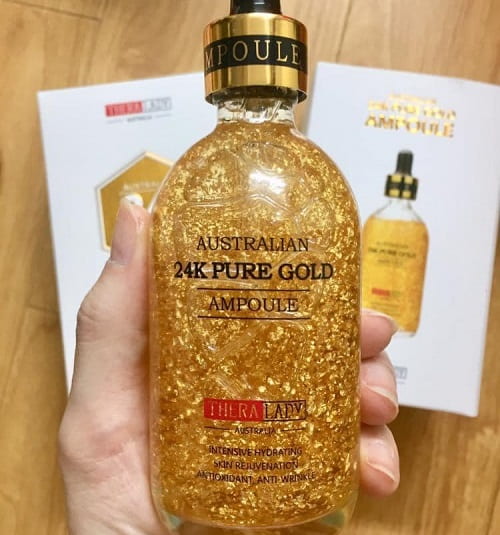 AMPOULE
THERA LADY
AUSTRALIA
AMPOULE
AUSTRALIAN
24K PURE GOLD
AMPOULE
THERA LADY
AUSTRALIA
INTENSIVE HYDRATING
SKIN REJUVENATION
ANTIOXIDANT, ANTI-WRINKLE